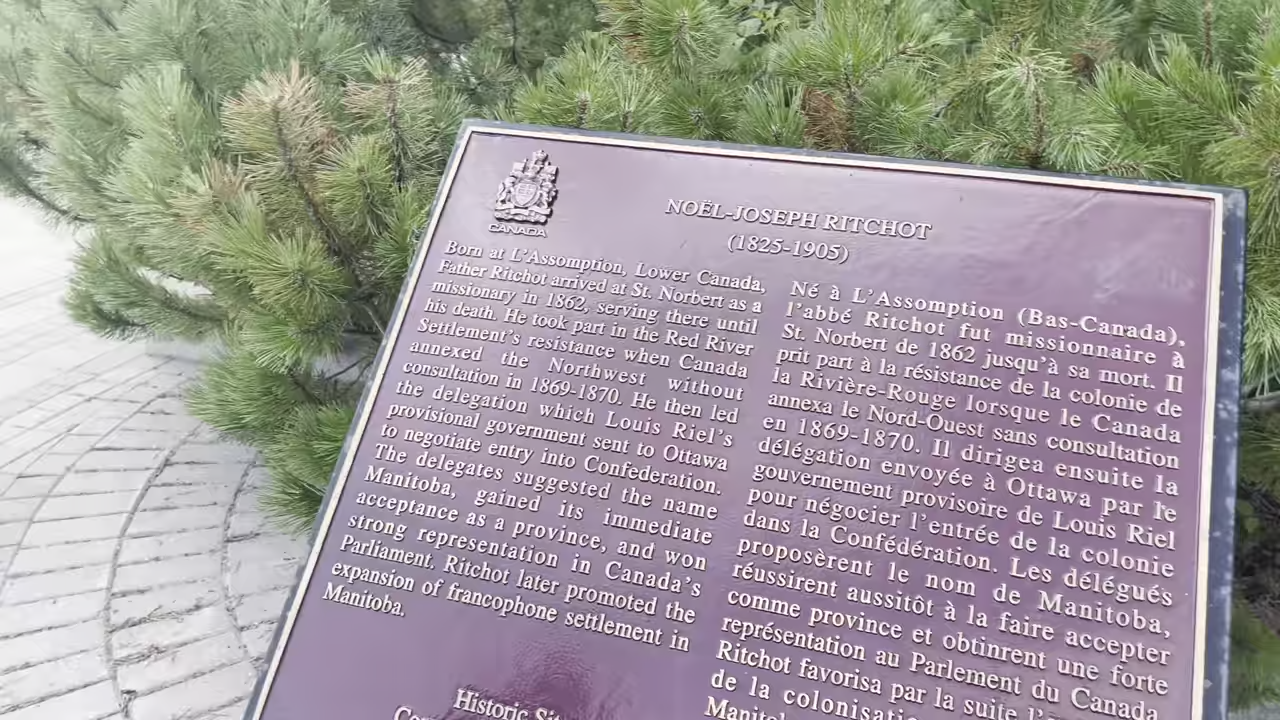 CANADA
NOËL-JOSEPH RITCHOT
(1825-1905)
Born at L'Assomption, Lower Canada,
Father Ritchot arrived at St. Norbert as a
missionary in 1862, serving there until
his death. He took part in the Red River
Settlement's resistance when Canada
annexed the Northwest without
consultation in 1869-1870. He then led
the delegation which Louis Riel's
provisional government sent to Ottawa
to negotiate entry into Confederation.
The delegates suggested the name
Manitoba, gained its immediate
acceptance as a province, and won
strong representation in Canada's
Parliament. Ritchot later promoted the
expansion of francophone settlement in
Manitoba.
Né à L'Assomption (Bas-Canada),
l'abbé Ritchot fut missionnaire à
St. Norbert de 1862 jusqu'à sa mort. Il
prit part à la résistance de la colonie de
la Rivière-Rouge lorsque le Canada
annexa le Nord-Ouest sans consultation
en 1869-1870. Il dirigea ensuite la
délégation envoyée à Ottawa par le
gouvernement provisoire de Louis Riel
pour négocier l'entrée de la colonie
dans la Confédération. Les délégués
proposèrent le nom de Manitoba,
réussirent aussitôt à la faire accepter
comme province et obtinrent une forte
représentation au Parlement du Canada.
Ritchot favorisa par la suite
de la
Historic